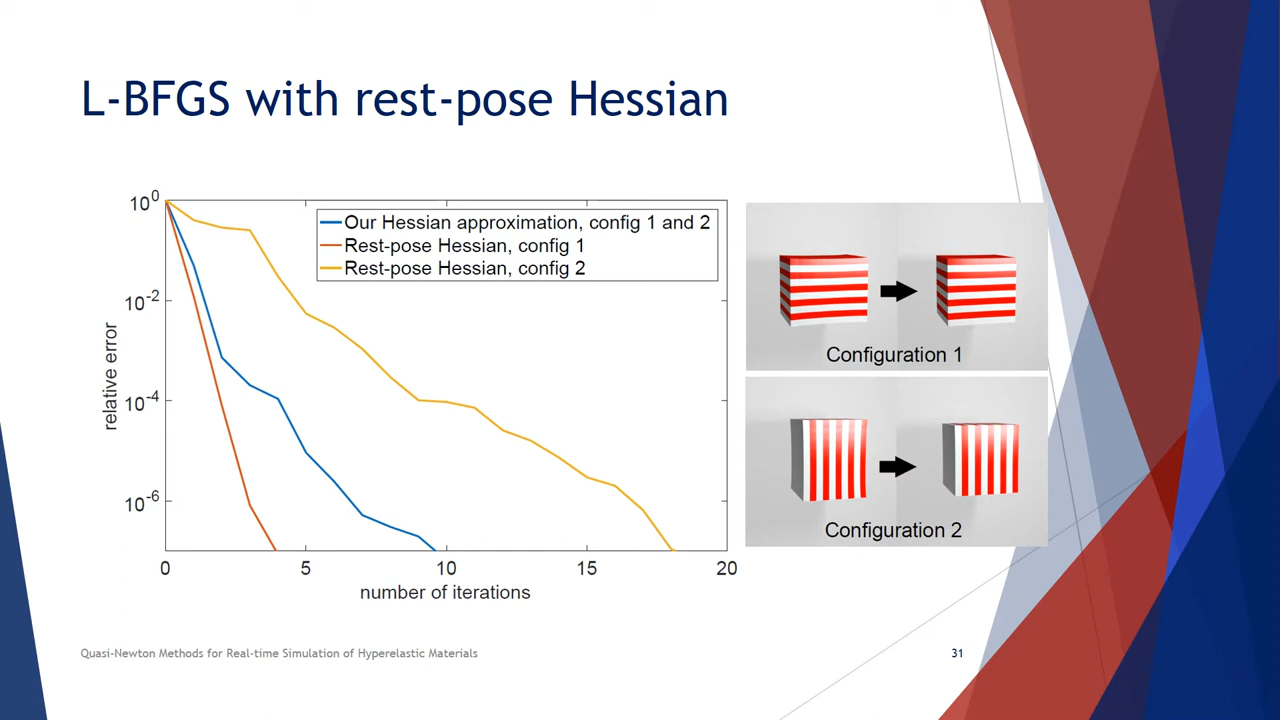 L-BFGS with rest-pose Hessian
Our Hessian approximation, config 1 and 2
Rest-pose Hessian, config 1
Rest-pose Hessian, config 2
10^0
10^-2
10^-4
10^-6
relative error
0 5 10 15 20
number of iterations
Configuration 1
Configuration 2
Quasi-Newton Methods for Real-time Simulation of Hyperelastic Materials
31